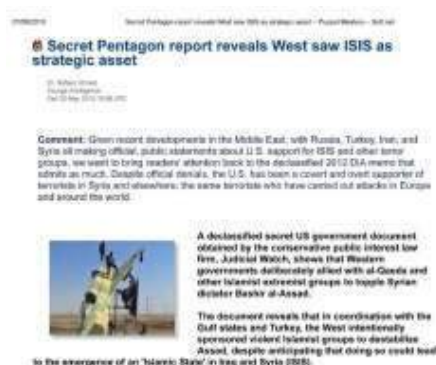 Secret Pentagon report reveals West saw ISIS as
strategic asset
Comment: Given recent developments in the Middle East, with Russia, Turkey, Iran, and
Syria all making official, public statements about U.S. support for ISIS and other terror
groups, we want to bring readers' attention back to the declassified 2012 DIA memo that
admits as much. Despite official denials, the U.S. has been a covert and overt supporter of
terrorists in Syria and elsewhere; the same terrorists who have carried out attacks in Europe
and around the world.
A declassified secret US government document
obtained by the conservative public interest law
firm, Judicial Watch, shows that Western
governments deliberately allied with al-Qaeda and
other Islamist extremist groups to topple Syrian
dictator Bashir al-Assad.
The document reveals that in coordination with the
Gulf states and Turkey, the West intentionally
sponsored violent Islamist groups to destabilize
Assad, despite anticipating that doing so could lead
to the emergence of an 'Islamic State' in Iraq and Syria (ISIS).